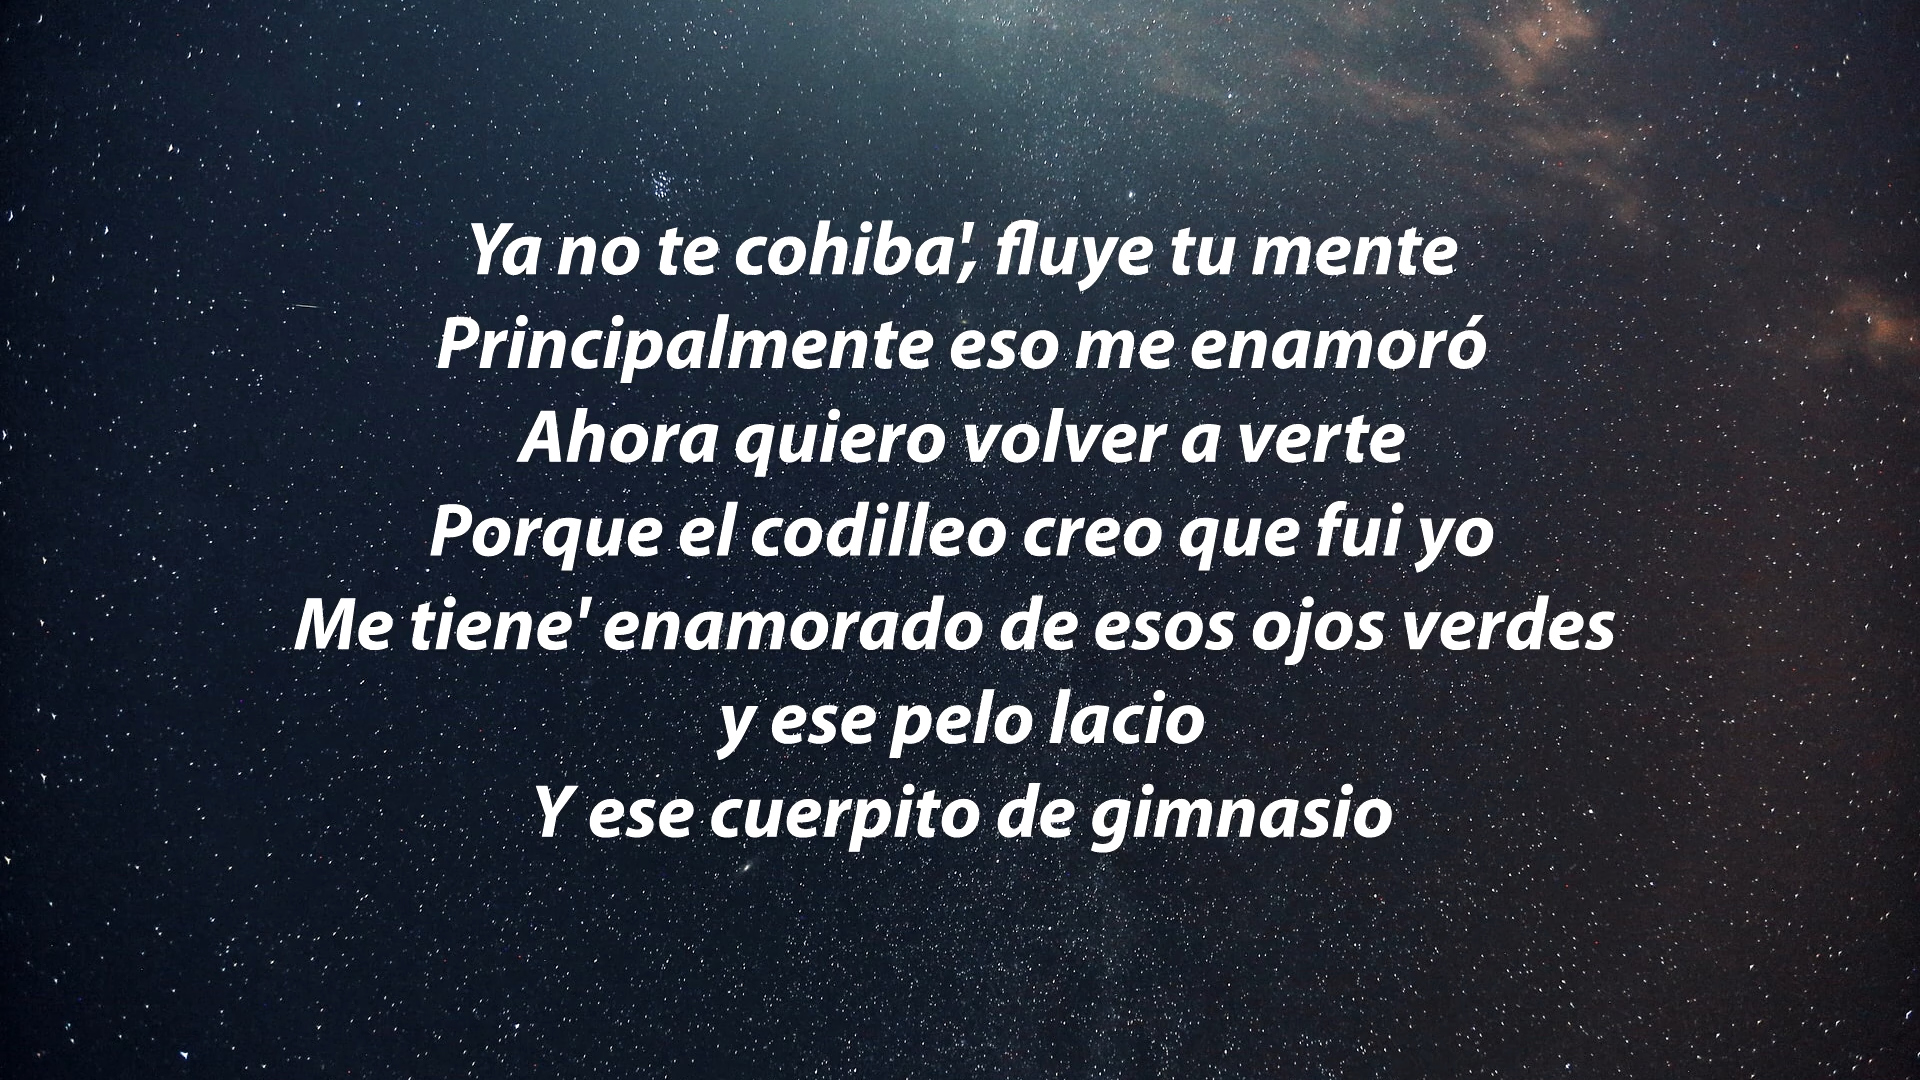 Ya no te cohiba', fluye tu mente
Principalmente eso me enamoró
Ahora quiero volver a verte
Porque el codilleo creo que fui yo
Me tiene' enamorado de esos ojos verdes
y ese pelo lacio
Y ese cuerpito de gimnasio